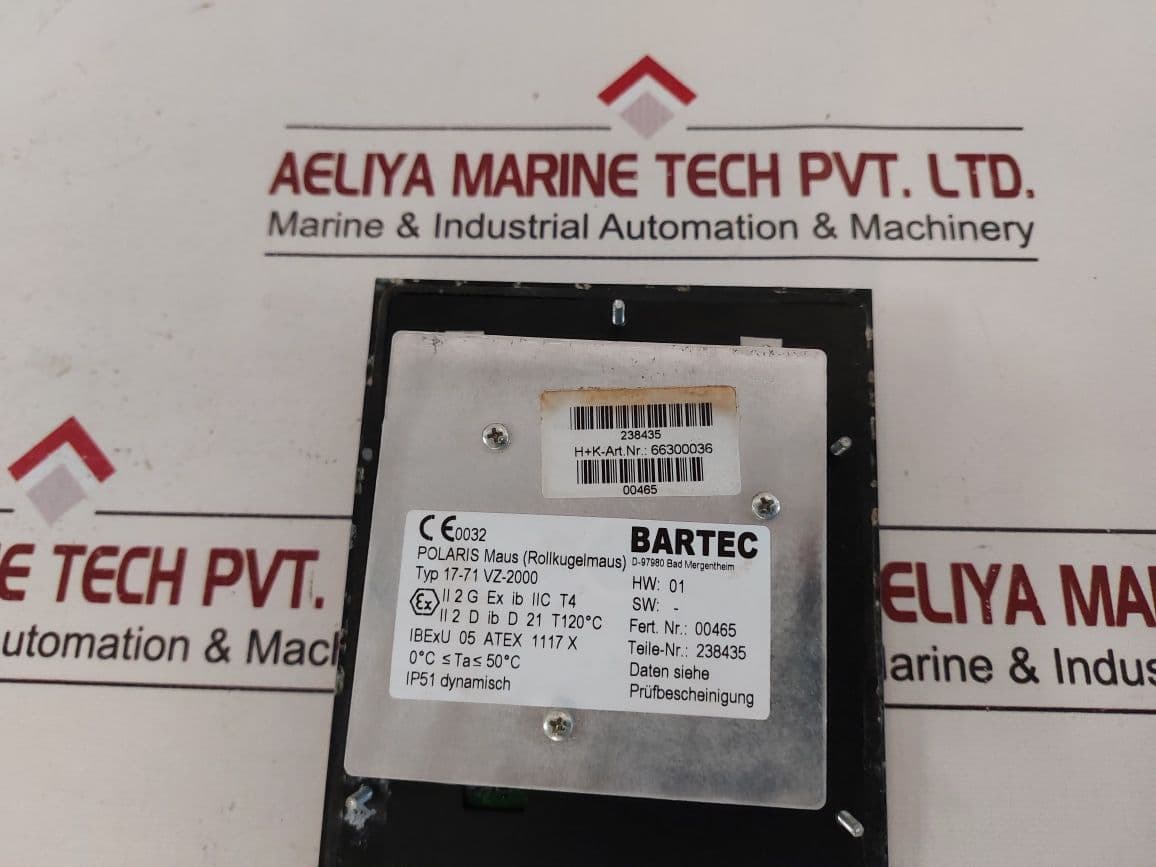 AELIYA MARINE TECH PVT. LTD.
Marine & Industrial Automation & Machinery
238435
H+K-Art.Nr.: 66300036
00465
CE0032
POLARIS Maus (Rollkugelmaus)
Typ 17-71 VZ-2000
Ex II 2 G Ex ib IIC T4
II 2 D ib D 21 T120°C
IBExU 05 ATEX 1117 X
0°C ≤Ta≤ 50°C
IP51 dynamisch
BARTEC
D-97980 Bad Mergentheim
HW: 01
SW: -
Fert. Nr.: 00465
Teile-Nr.: 238435
Daten siehe
Prüfbescheinigung
E TECH PVT.
utomation & Mach
ELIYA MA
arine & Indus